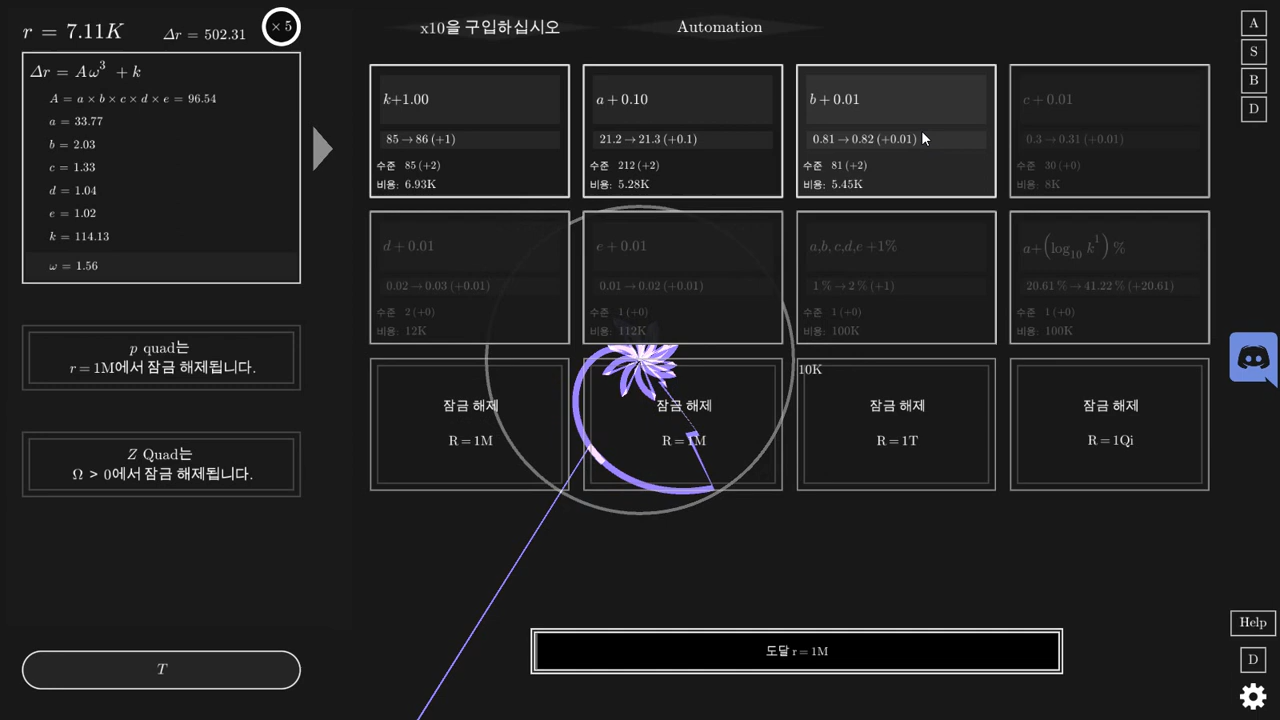 r = 7.11K
Δr = 502.31
× 5
Δr = Aω³ + k
A = a × b × c × d × e = 96.54
a = 33.77
b = 2.03
c = 1.33
d = 1.04
e = 1.02
k = 114.13
ω = 1.56
p quad는
r = 1M에서 잠금 해제됩니다.
Z Quad는
Ω > 0에서 잠금 해제됩니다.
T
x10을 구입하십시오
Automation
k+1.00
85 → 86 (+1)
수준 85 (+2)
비용: 6.93K
a + 0.10
21.2 → 21.3 (+0.1)
수준 212 (+2)
비용: 5.28K
b + 0.01
0.81 → 0.82 (+0.01)
수준 81 (+2)
비용: 5.45K
c + 0.01
0.3 → 0.31 (+0.01)
수준 30 (+0)
비용: 8K
d + 0.01
0.02 → 0.03 (+0.01)
수준 2 (+0)
비용: 12K
e + 0.01
0.01 → 0.02 (+0.01)
수준 1 (+0)
비용: 112K
a,b, c,d,e +1%
1 % → 2 % (+1)
수준 1 (+0)
비용: 100K
a+(log₁₀ k¹) %
20.61 % → 41.22 % (+20.61)
수준 1 (+0)
비용: 100K
잠금 해제
R = 1M
잠금 해제
R = 1M
10K
잠금 해제
R = 1T
잠금 해제
R = 1Qi
도달 r = 1M
A
S
B
D
Help
D